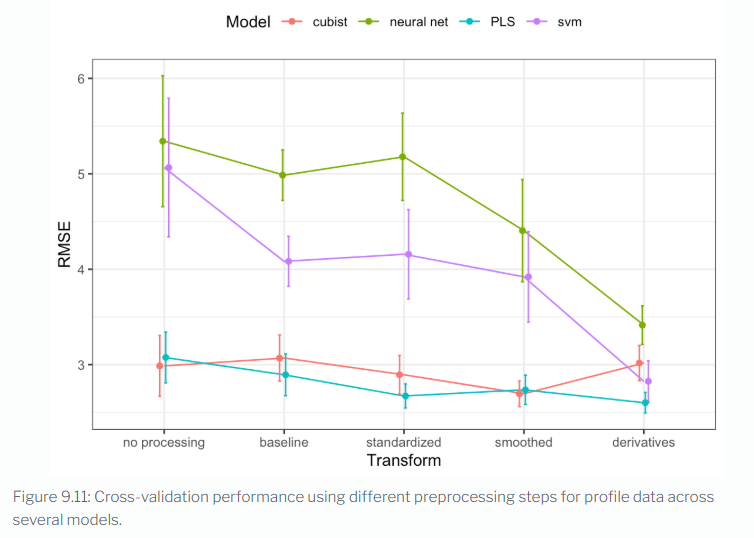 Model cubist neural net PLS svm
6
5
4
3
RMSE
no processing baseline standardized smoothed derivatives
Transform
Figure 9.11: Cross-validation performance using different preprocessing steps for profile data across
several models.